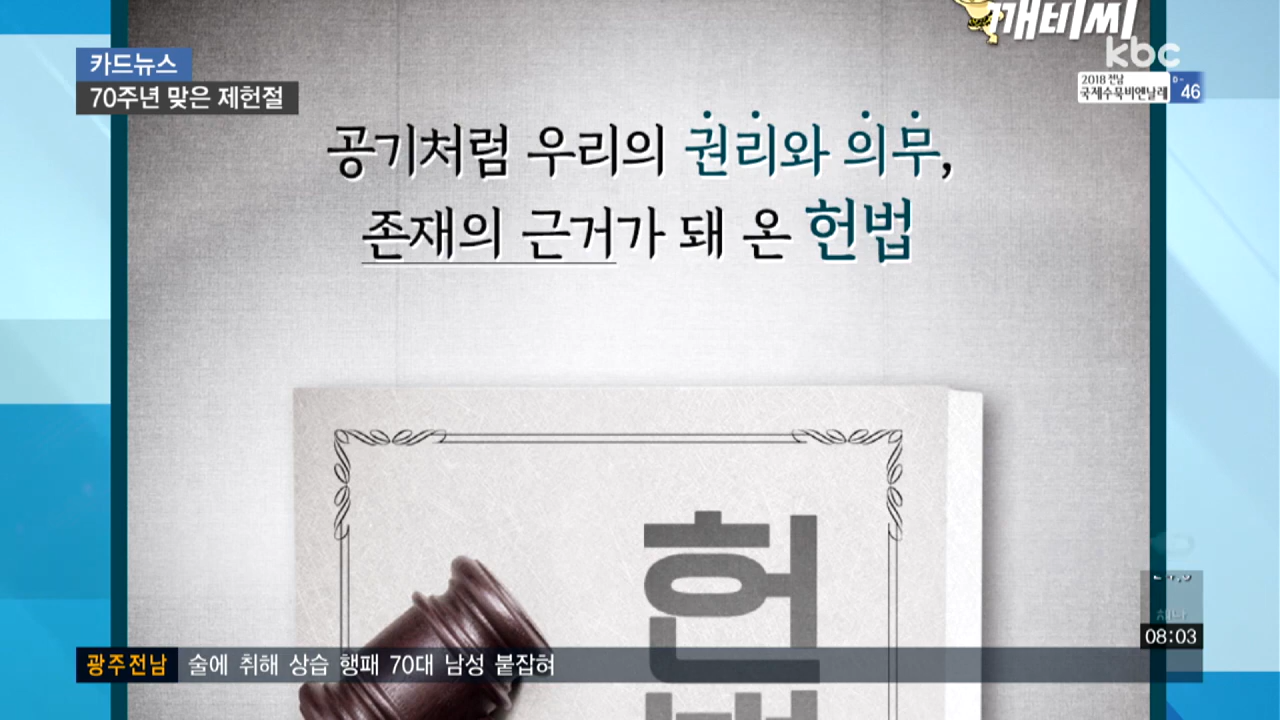 깨비씨
kbc
카드뉴스
70주년 맞은 제헌절
2018 전남
국제수묵비엔날레
D-46
공기처럼 우리의 권리와 의무,
존재의 근거가 돼 온 헌법
헌
08:03
광주전남 술에 취해 상습 행패 70대 남성 붙잡혀